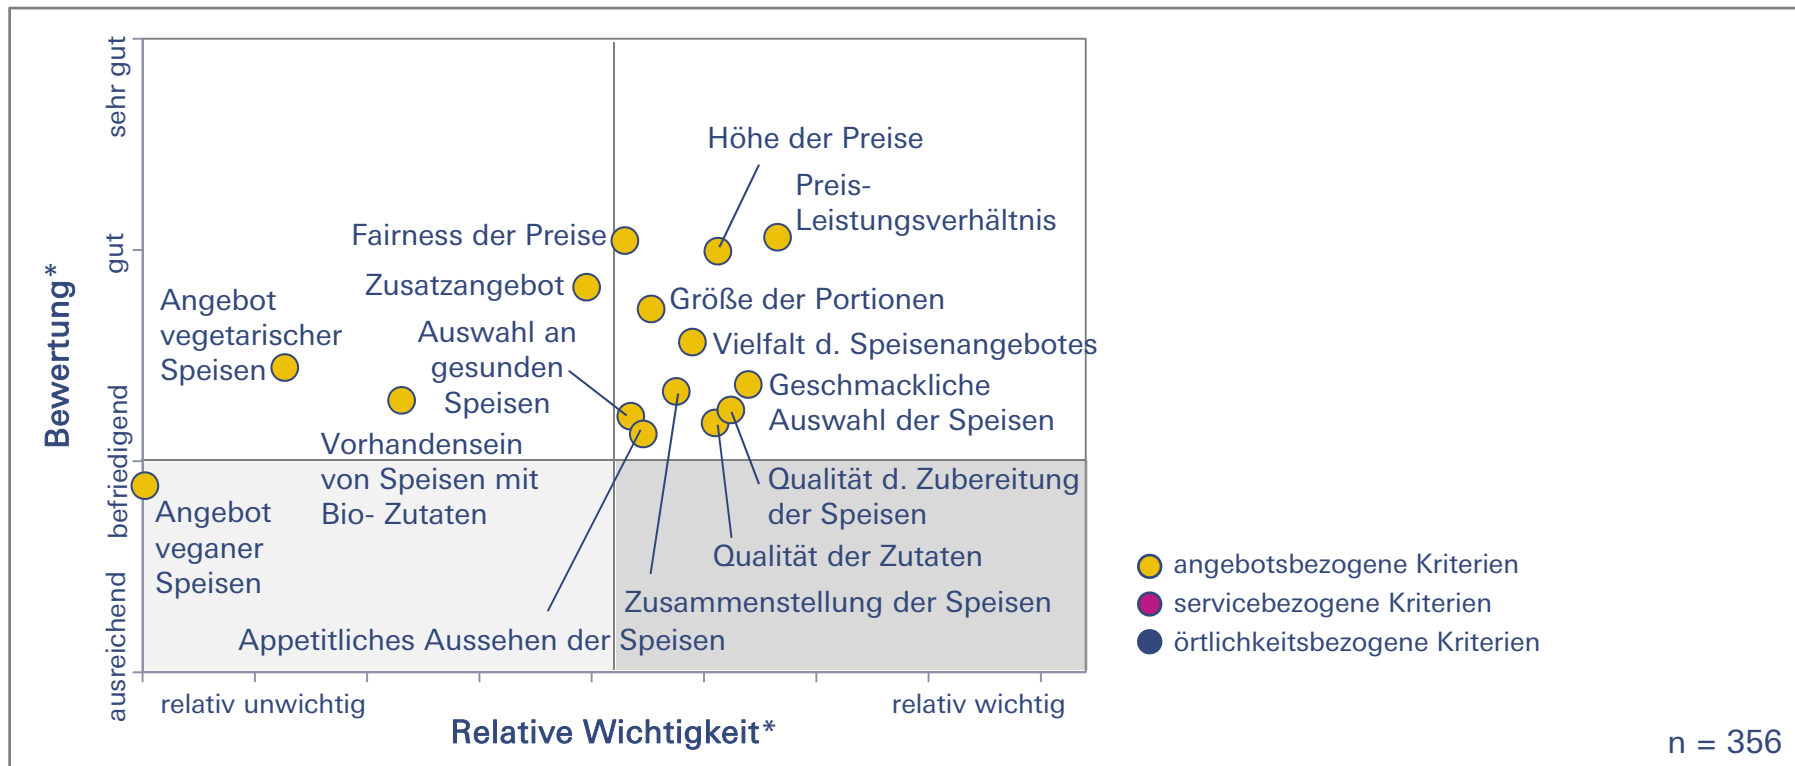 sehr gut
gut
befriedigend
ausreichend
Bewertung*
Höhe der Preise
Preis-
Leistungsverhältnis
Fairness der Preise
Zusatzangebot
Größe der Portionen
Angebot
vegetarischer
Speisen
Auswahl an
gesunden
Speisen
Vielfalt d. Speisenangebotes
Geschmackliche
Auswahl der Speisen
Vorhandensein
von Speisen mit
Bio- Zutaten
Qualität d. Zubereitung
der Speisen
Angebot
veganer
Speisen
Qualität der Zutaten
Zusammenstellung der Speisen
Appetitliches Aussehen der Speisen
relativ unwichtig
relativ wichtig
Relative Wichtigkeit*
angebotsbezogene Kriterien
servicebezogene Kriterien
örtlichkeitsbezogene Kriterien
n = 356